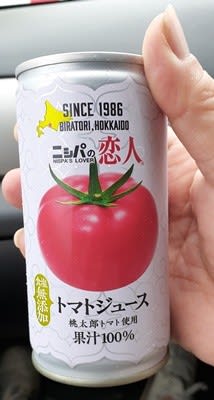 SINCE 1986
BIRATORI, HOKKAIDO
ニシパの恋人
NISPA'S LOVER
食塩無添加
トマトジュース
桃太郎トマト使用
果汁100%